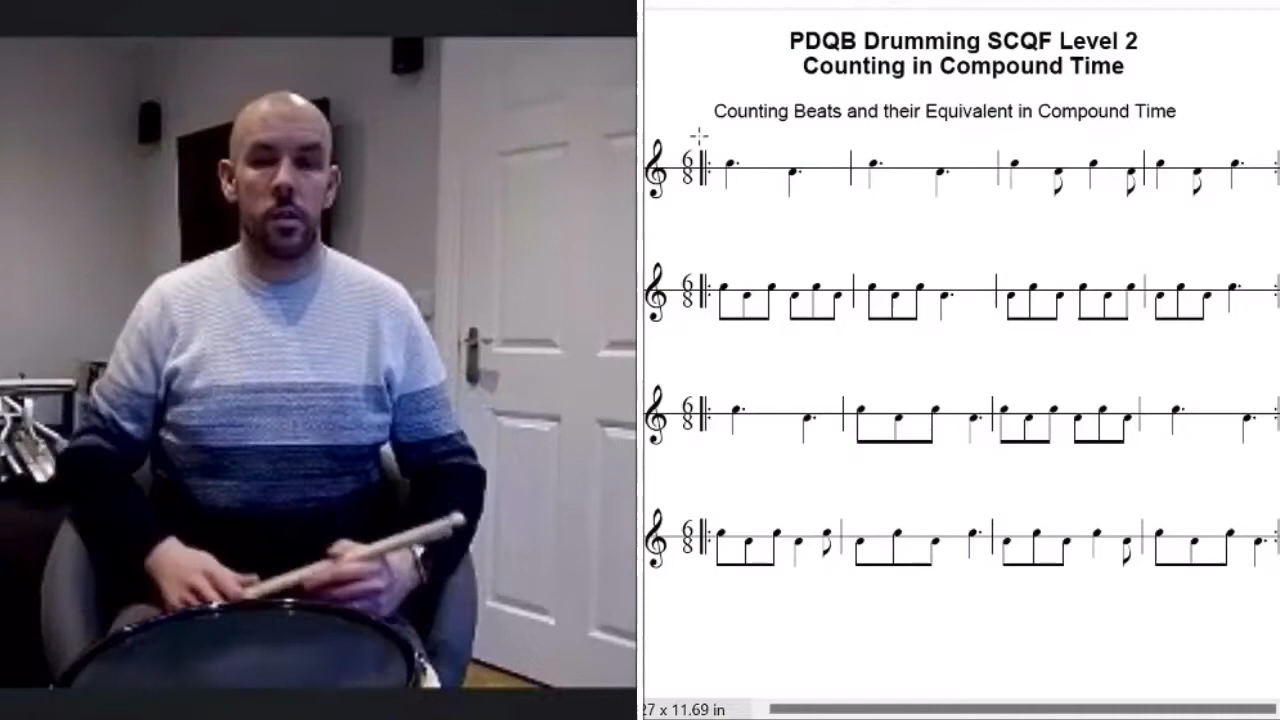 PDQB Drumming SCQF Level 2
Counting in Compound Time
Counting Beats and their Equivalent in Compound Time
6
8
6
8
6
8
6
8
27 x 11.69 in